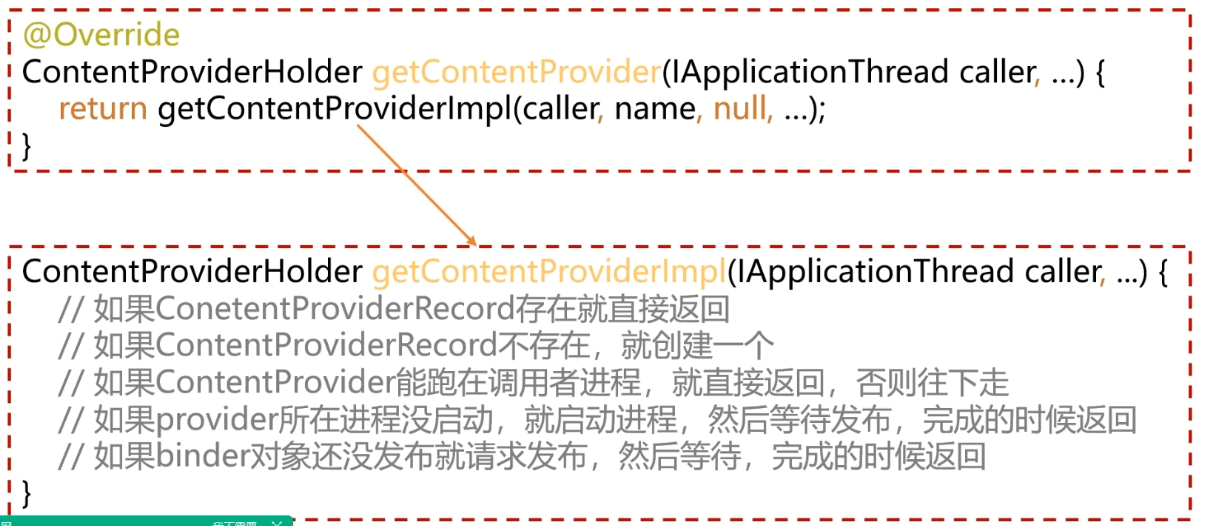 @Override
ContentProviderHolder getContentProvider(IApplicationThread caller, ...) {
return getContentProviderImpl(caller, name, null, ...);
}
ContentProviderHolder getContentProviderImpl(IApplicationThread caller, ...) {
// 如果ConetentProviderRecord存在就直接返回
// 如果ContentProviderRecord不存在，就创建一个
// 如果ContentProvider能跑在调用者进程，就直接返回，否则往下走
// 如果provider所在进程没启动，就启动进程，然后等待发布，完成的时候返回
// 如果binder对象还没发布就请求发布，然后等待，完成的时候返回
}